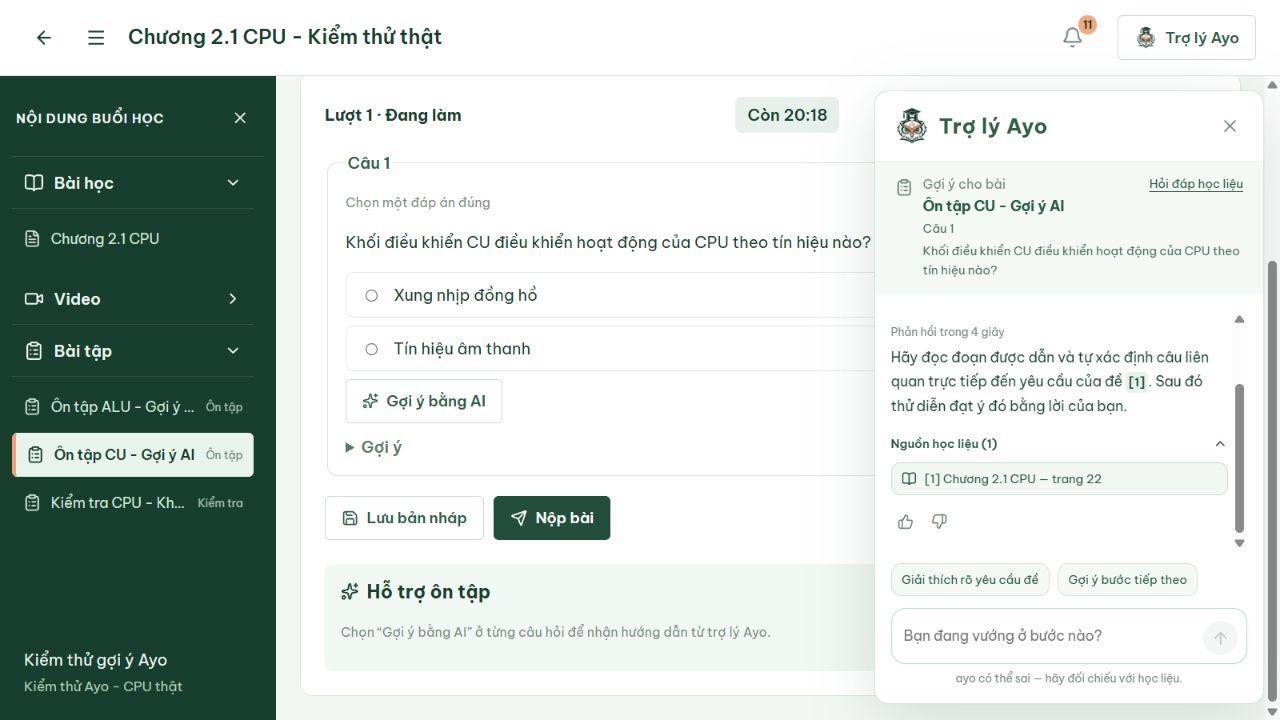 Chương 2.1 CPU - Kiểm thử thật
11
Trợ lý Ayo
NỘI DUNG BUỔI HỌC
Bài học
Chương 2.1 CPU
Video
Bài tập
Ôn tập ALU - Gợi ý ... Ôn tập
Ôn tập CU - Gợi ý AI Ôn tập
Kiểm tra CPU - Kh... Kiểm tra
Kiểm thử gợi ý Ayo
Kiểm thử Ayo - CPU thật
Lượt 1 · Đang làm
Còn 20:18
Câu 1
Chọn một đáp án đúng
Khối điều khiển CU điều khiển hoạt động của CPU theo tín hiệu nào?
Xung nhịp đồng hồ
Tín hiệu âm thanh
Gợi ý bằng AI
Gợi ý
Lưu bản nháp
Nộp bài
Hỗ trợ ôn tập
Chọn “Gợi ý bằng AI” ở từng câu hỏi để nhận hướng dẫn từ trợ lý Ayo.
Trợ lý Ayo
Gợi ý cho bài
Hỏi đáp học liệu
Ôn tập CU - Gợi ý AI
Câu 1
Khối điều khiển CU điều khiển hoạt động của CPU theo
tín hiệu nào?
Phản hồi trong 4 giây
Hãy đọc đoạn được dẫn và tự xác định câu liên
quan trực tiếp đến yêu cầu của đề [1]. Sau đó
thử diễn đạt ý đó bằng lời của bạn.
Nguồn học liệu (1)
[1] Chương 2.1 CPU — trang 22
Giải thích rõ yêu cầu đề
Gợi ý bước tiếp theo
Bạn đang vướng ở bước nào?
ayo có thể sai — hãy đối chiếu với học liệu.